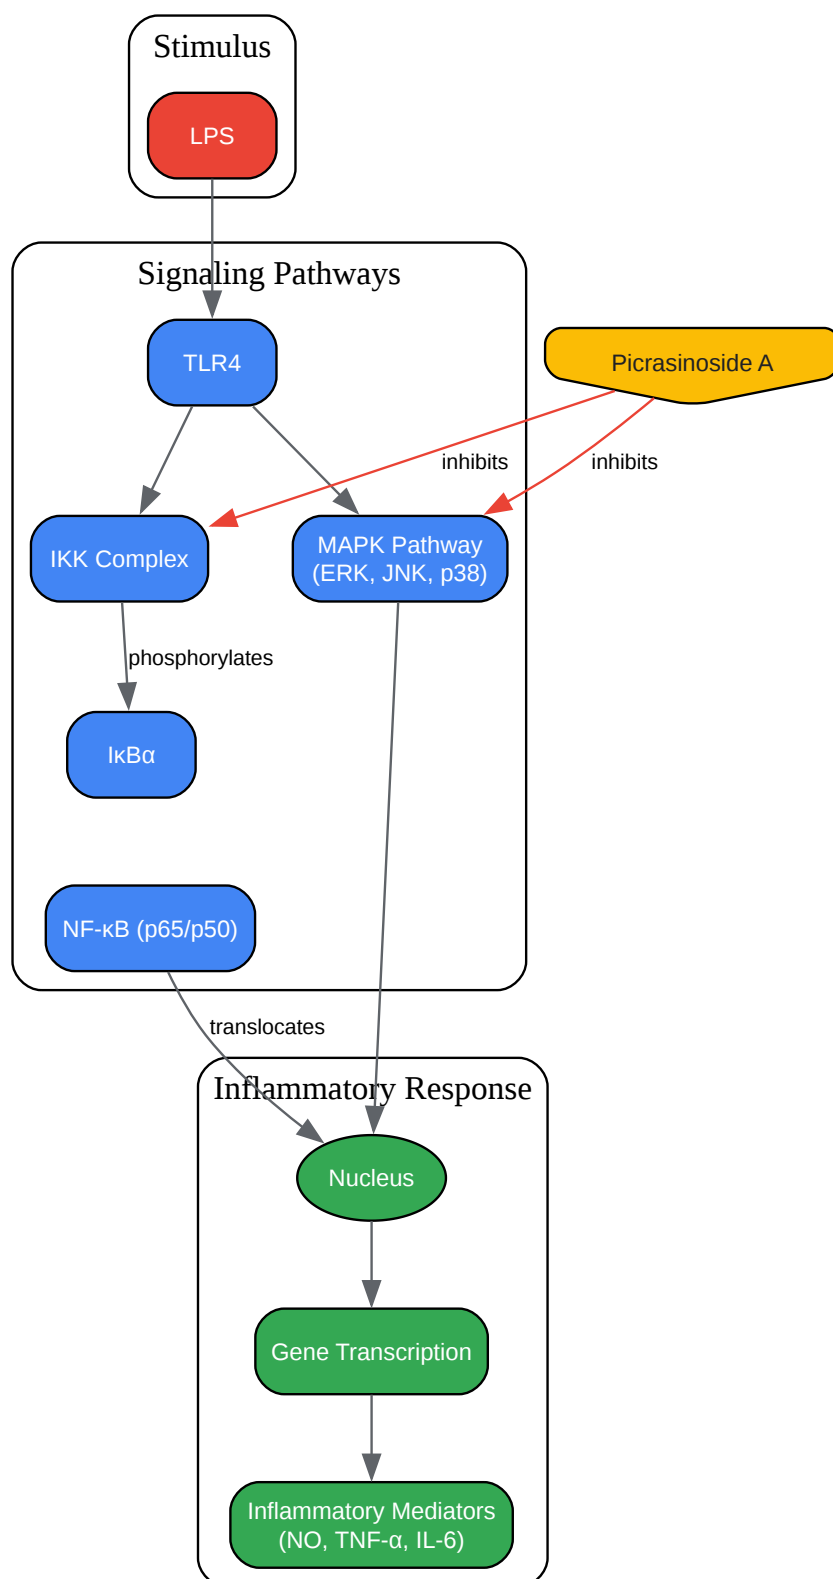 Stimulus
LPS
Signaling Pathways
TLR4
Picrasinoside A
inhibits
inhibits
IKK Complex
MAPK Pathway
(ERK, JNK, p38)
phosphorylates
IκBα
NF-κB (p65/p50)
translocates
Inflammatory Response
Nucleus
Gene Transcription
Inflammatory Mediators
(NO, TNF-α, IL-6)